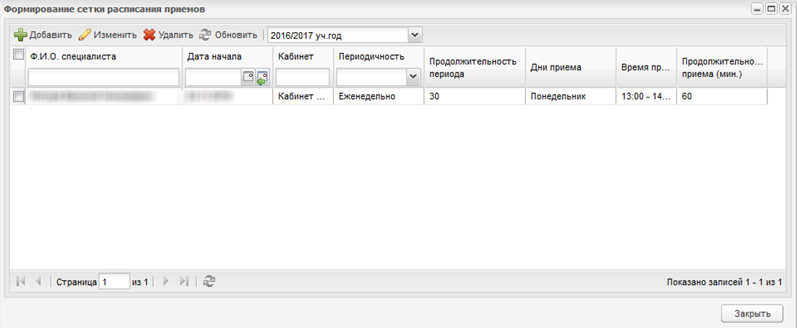 Формирование сетки расписания приемов
Добавить Изменить Удалить Обновить 2016/2017 уч.год
Ф.И.О. специалиста Дата начала Кабинет Периодичность Продолжительность периода Дни приема Время пр... Продолжительно... приема (мин.)
Кабинет ... Еженедельно 30 Понедельник 13:00 - 14... 60
Страница 1 из 1 Показано записей 1 - 1 из 1
Закрыть